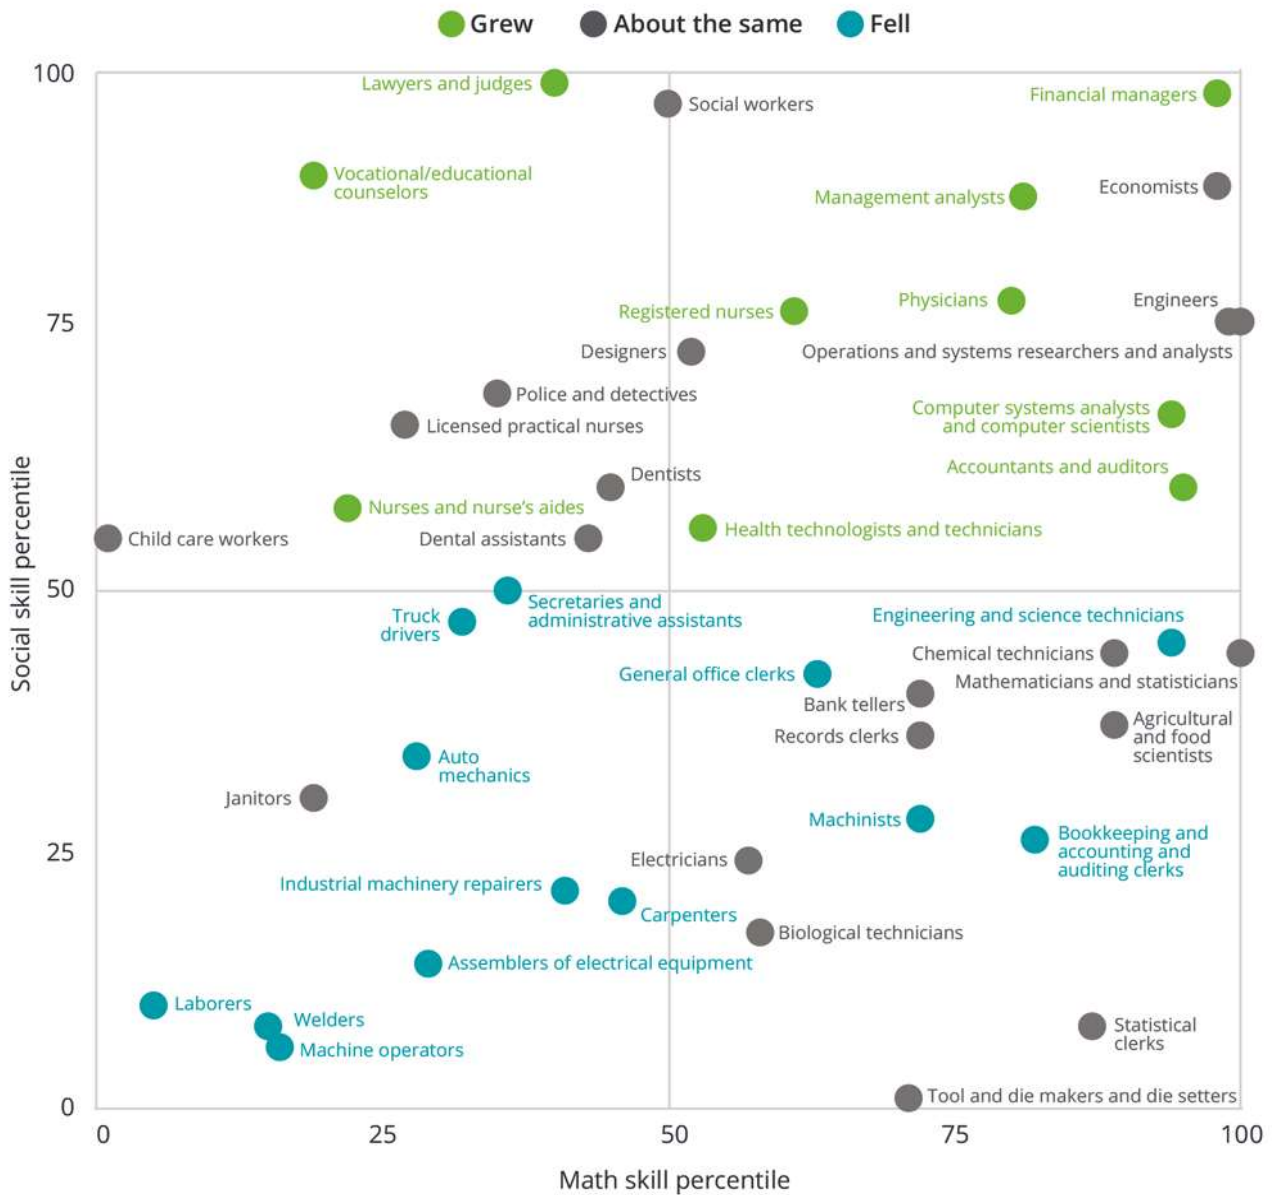 Grew
About the same
Fell
100
Lawyers and judges
Social workers
Financial managers
Vocational/educational
counselors
Management analysts
Economists
Registered nurses
Physicians
Engineers
75
Designers
Operations and systems researchers and analysts
Police and detectives
Licensed practical nurses
Computer systems analysts
and computer scientists
Dentists
Accountants and auditors
Nurses and nurse's aides
Health technologists and technicians
Child care workers
Dental assistants
50
Secretaries and
administrative assistants
Truck
drivers
Engineering and science technicians
Chemical technicians
General office clerks
Mathematicians and statisticians
Bank tellers
Agricultural
and food
scientists
Records clerks
Auto
mechanics
Janitors
Machinists
Bookkeeping and
accounting and
auditing clerks
25
Electricians
Industrial machinery repairers
Carpenters
Biological technicians
Assemblers of electrical equipment
Laborers
Welders
Machine operators
Statistical
clerks
Tool and die makers and die setters
0
0
25
50
75
100
Math skill percentile
Social skill percentile